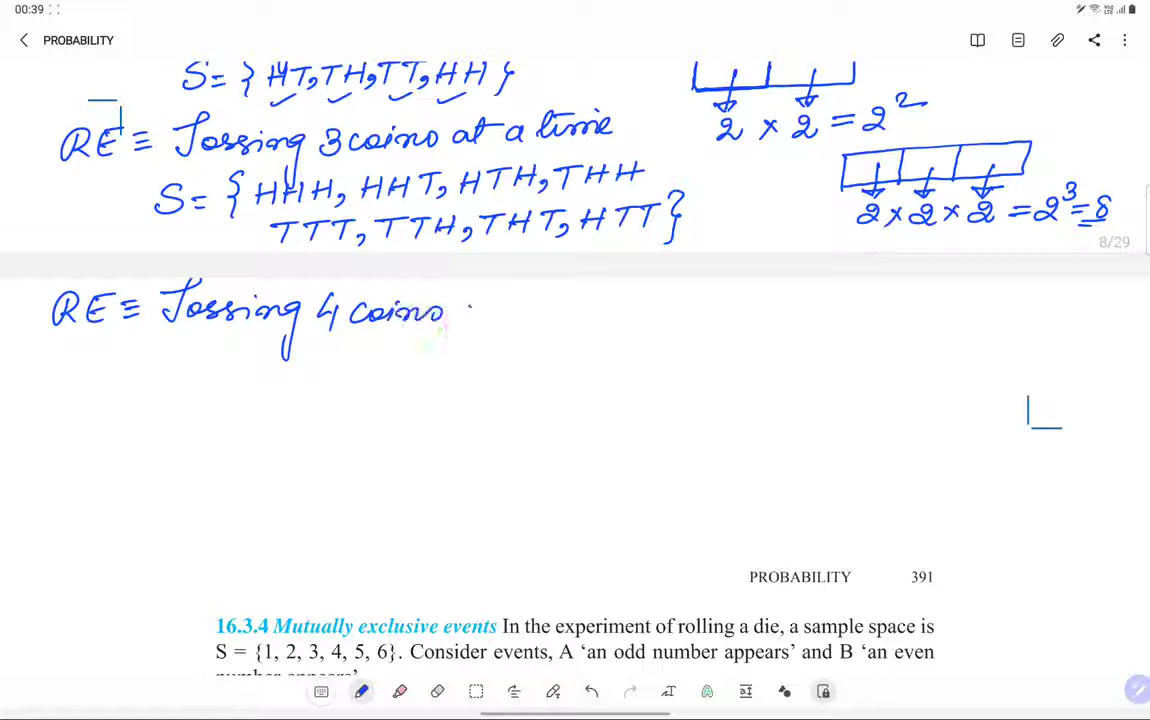 00:39
PROBABILITY
S = { HT, TH, TT, HH }
2 × 2 = 2²
RE ≡ Tossing 3 coins at a time
S = { HHH, HHT, HTH, THH
TTT, TTH, THT, HTT }
2 × 2 × 2 = 2³ = 8
8/29
RE ≡ Tossing 4 coins
PROBABILITY 391
16.3.4 Mutually exclusive events In the experiment of rolling a die, a sample space is
S = {1, 2, 3, 4, 5, 6}. Consider events, A ‘an odd number appears’ and B ‘an even
number appears’